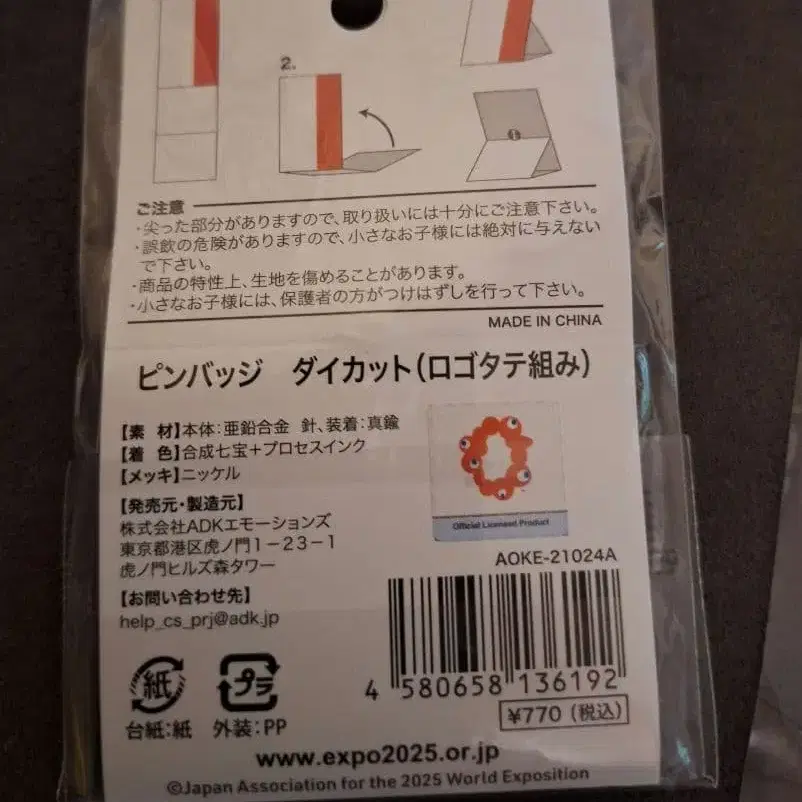 2.
ご注意
・尖った部分がありますので、取り扱いには十分にご注意下さい。
・誤飲の危険がありますので、小さなお子様には絶対に与えない
で下さい。
・商品の特性上、生地を傷めることがあります。
・小さなお子様には、保護者の方がつけはずしを行って下さい。
MADE IN CHINA
ピンバッジ ダイカット(ロゴタテ組み)
【素 材】本体:亜鉛合金 針、装着:真鍮
【着 色】合成七宝+プロセスインク
【メッキ】ニッケル
【発売元・製造元】
株式会社ADKエモーションズ
東京都港区虎ノ門1-23-1
虎ノ門ヒルズ森タワー
【お問い合わせ先】
help_cs_prj@adk.jp
Official Licensed Product
AOKE-21024A
4 580658 136192
¥770(税込)
紙
台紙:紙
プラ
外装:PP
www.expo2025.or.jp
©Japan Association for the 2025 World Exposition